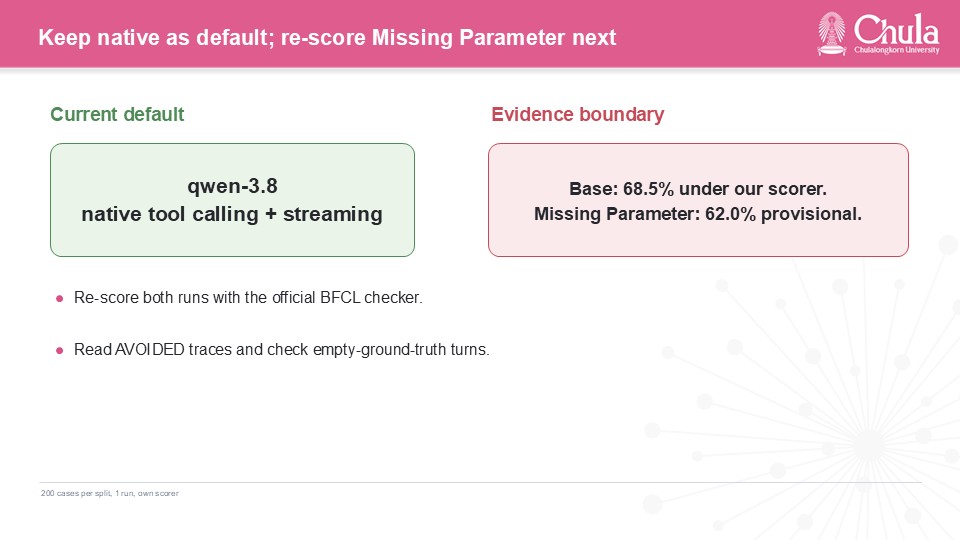 Keep native as default; re-score Missing Parameter next
Chula
Chulalongkorn University
Current default
Evidence boundary
qwen-3.8
native tool calling + streaming
Base: 68.5% under our scorer.
Missing Parameter: 62.0% provisional.
Re-score both runs with the official BFCL checker.
Read AVOIDED traces and check empty-ground-truth turns.
200 cases per split, 1 run, own scorer